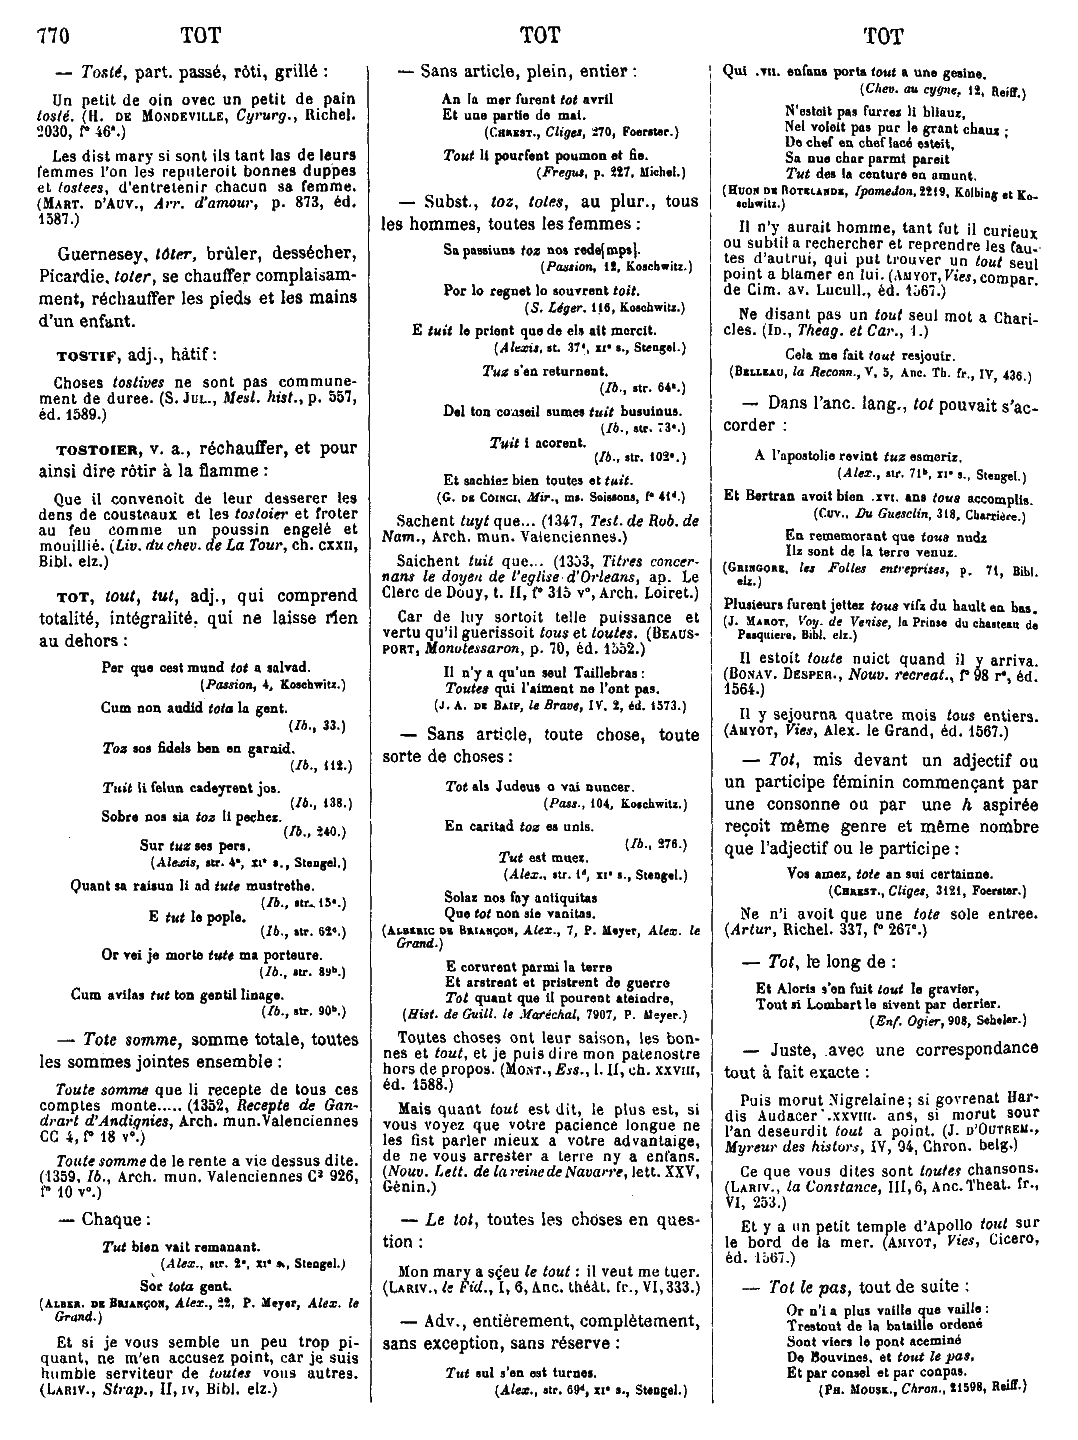 770 TOT TOT TOT
— Tosté, part. passé, rôti, grillé :
Un petit de oin ovec un petit de pain
tosté. (H. DE MONDEVILLE, Cyrurg., Richel.
2030, f° 46ª.)
Les dist mary si sont ils tant las de leurs
femmes l'on les reputeroit bonnes duppes
et tostees, d'entretenir chacun sa femme.
(MART. D'AUV., Arr. d'amour, p. 873, éd.
1587.)
Guernesey, tôter, brûler, dessécher,
Picardie, toter, se chauffer complaisam-
ment, réchauffer les pieds et les mains
d'un enfant.
TOSTIF, adj., hâtif :
Choses tostives ne sont pas commune-
ment de duree. (S. JUL., Mesl. hist., p. 557,
éd. 1589.)
TOSTOIER, v. a., réchauffer, et pour
ainsi dire rôtir à la flamme :
Que il convenoit de leur desserer les
dens de cousteaux et les tostoier et froter
au feu comme un poussin engelé et
mouillié. (Liv. du chev. de La Tour, ch. CXXII,
Bibl. elz.)
TOT, tout, tut, adj., qui comprend
totalité, intégralité, qui ne laisse rien
au dehors :
Per que cest mund tot a salvad.
(Passion, 4, Koschwitz.)
Cum non audid tota la gent.
(Ib., 33.)
Toz sos fidels ben en garnid.
(Ib., 112.)
Tuit li felun cadeyrent jos.
(Ib., 138.)
Sobre nos sia toz li pechez.
(Ib., 240.)
Sur tuz ses pers.
(Alexis, str. 4ª, XI° s., Stengel.)
Quant sa raisun li ad tute mustrethe.
(Ib., str. 15ª.)
E tut le pople.
(Ib., str. 62ª.)
Or vei je morte tute ma porteure.
(Ib., str. 89ᵇ.)
Cum avilas tut ton gentil linage.
(Ib., str. 90ᵇ.)
— Tote somme, somme totale, toutes
les sommes jointes ensemble :
Toute somme que li recepte de tous ces
comptes monte..... (1352, Recepte de Gan-
drart d'Andignies, Arch. mun. Valenciennes
CC 4, f° 18 v°.)
Toute somme de le rente a vie dessus dite.
(1359, Ib., Arch. mun. Valenciennes C² 926,
f° 10 v°.)
— Chaque :
Tut bien vait remanant.
(Alex., str. 2ª, XI° s., Stengel.)
Sor tota gent.
(ALBER. DE BRIANÇON, Alex., 22, P. Meyer, Alex. le
Grand.)
Et si je vous semble un peu trop pi-
quant, ne m'en accusez point, car je suis
humble serviteur de toutes vous autres.
(LARIV., Strap., II, IV, Bibl. elz.)
— Sans article, plein, entier :
An la mer furent tot avril
Et une partie de mai.
(CHREST., Cliges, 270, Foerster.)
Tout li pourfent poumon et fie.
(Fregus, p. 227, Michel.)
— Subst., toz, totes, au plur., tous
les hommes, toutes les femmes :
Sa passiuns toz nos rede[mps].
(Passion, 12, Koschwitz.)
Por lo regnet lo souvrent toit.
(S. Léger. 116, Koschwitz.)
E tuit le prient que de els ait mercit.
(Alexis, st. 37ª, XI° s., Stengel.)
Tuz s'en returnent.
(Ib., str. 64ª.)
Del ton conseil sumes tuit busuinus.
(Ib., str. 73ª.)
Tuit i acorent.
(Ib., str. 102ª.)
Et sachiez bien toutes et tuit.
(G. DE COINCI, Mir., ms. Soissons, f° 41ᵈ.)
Sachent tuyt que... (1347, Test. de Rob. de
Nam., Arch. mun. Valenciennes.)
Saichent tuit que... (1353, Titres concer-
nans le doyen de l'eglise d'Orleans, ap. Le
Clerc de Douy, t. II, f° 315 v°, Arch. Loiret.)
Car de luy sortoit telle puissance et
vertu qu'il guerissoit tous et toutes. (BEAUS-
PORT, Monotessaron, p. 70, éd. 1552.)
Il n'y a qu'un seul Taillebras :
Toutes qui l'aiment ne l'ont pas.
(J. A. DE BAIF, le Brave, IV. 2, éd. 1573.)
— Sans article, toute chose, toute
sorte de choses :
Tot als Judeus o vai nuncer.
(Pass., 104, Koschwitz.)
En caritad toz es unis.
(Ib., 276.)
Tut est muez.
(Alex., str. 1ᵈ, XI° s., Stengel.)
Solaz nos fay antiquitas
Que tot non sie vanitas.
(ALBERIC DE BRIANÇON, Alex., 7, P. Meyer, Alex. le
Grand.)
E corurent parmi la terre
Et arstrent et pristrent de guerre
Tot quant que il pourent ateindre,
(Hist. de Guill. le Maréchal, 7907, P. Meyer.)
Toutes choses ont leur saison, les bon-
nes et tout, et je puis dire mon patenostre
hors de propos. (MONT., Ess., l. II, ch. XXVIII,
éd. 1588.)
Mais quant tout est dit, le plus est, si
vous voyez que votre pacience longue ne
les fist parler mieux a votre advantaige,
de ne vous arrester a terre ny a enfans.
(Nouv. Lett. de la reine de Navarre, lett. XXV,
Génin.)
— Le tot, toutes les choses en ques-
tion :
Mon mary a sçeu le tout : il veut me tuer.
(LARIV., le Fid., I, 6, Anc. théât. fr., VI, 333.)
— Adv., entièrement, complètement,
sans exception, sans réserve :
Tut sul s'en est turnes.
(Alex., str. 69ᵈ, XI° s., Stengel.)
Qui .VII. enfans porta tout a une gesine.
(Chev. au cygne, 12, Reiff.)
N'estoit pas furres li bliauz,
Nel voleit pas pur le grant chauz ;
De chef en chef lacé esteit,
Sa nue char parmi pareit
Tut des la centure en amunt.
(HUON DE ROTELANDE, Ipomedon, 2219, Kölbing et Ko-
schwitz.)
Il n'y aurait homme, tant fut il curieux
ou subtil a rechercher et reprendre les fau-
tes d'autrui, qui put trouver un tout seul
point a blamer en lui. (AMYOT, Vies, compar.
de Cim. av. Lucull., éd. 1567.)
Ne disant pas un tout seul mot a Chari-
cles. (ID., Theag. et Car., 1.)
Cela me fait tout resjouir.
(BELLEAU, la Reconn., V, 5, Anc. Th. fr., IV, 436.)
— Dans l'anc. lang., tot pouvait s'ac-
corder :
A l'apostolie revint tuz esmeriz.
(Alex., str. 71ᵇ, XI° s., Stengel.)
Et Bertran avoit bien .XVI. ans tous accomplis.
(CUV., Du Guesclin, 318, Charrière.)
En rememorant que tous nudz
Ilz sont de la terre venuz.
(GRINGORE, les Folles entreprises, p. 71, Bibl.
elz.)
Plusieurs furent jettez tous vifz du hault en bas.
(J. MAROT, Voy. de Venise, la Prinse du chasteau de
Pesquiere, Bibl. elz.)
Il estoit toute nuict quand il y arriva.
(BONAV. DESPER., Nouv. recreat., f° 98 r°, éd.
1564.)
Il y sejourna quatre mois tous entiers.
(AMYOT, Vies, Alex. le Grand, éd. 1567.)
— Tot, mis devant un adjectif ou
un participe féminin commençant par
une consonne ou par une h aspirée
reçoit même genre et même nombre
que l'adjectif ou le participe :
Vos amez, tote an sui certainne.
(CHREST., Cliges, 3121, Foerster.)
Ne n'i avoit que une tote sole entree.
(Artur, Richel. 337, f° 267ª.)
— Tot, le long de :
Et Aloris s'en fuit tout le gravier,
Tout si Lombart le sivent par derrier.
(Enf. Ogier, 908, Scheler.)
— Juste, avec une correspondance
tout à fait exacte :
Puis morut Nigrelaine; si govrenat Har-
dis Audacer .XXVIII. ans, si morut sour
l'an deseurdit tout a point. (J. D'OUTREM.,
Myreur des histors, IV, 94, Chron. belg.)
Ce que vous dites sont toutes chansons.
(LARIV., la Constance, III, 6, Anc. Theat. fr.,
VI, 253.)
Et y a un petit temple d'Apollo tout sur
le bord de la mer. (AMYOT, Vies, Cicero,
éd. 1567.)
— Tot le pas, tout de suite :
Or n'i a plus vaille que vaille :
Trestout de la bataille ordené
Sont viers le pont aceminé
De Bouvines, et tout le pas,
Et par consel et par conpas.
(PH. MOUSK., Chron., 21598, Reiff.)